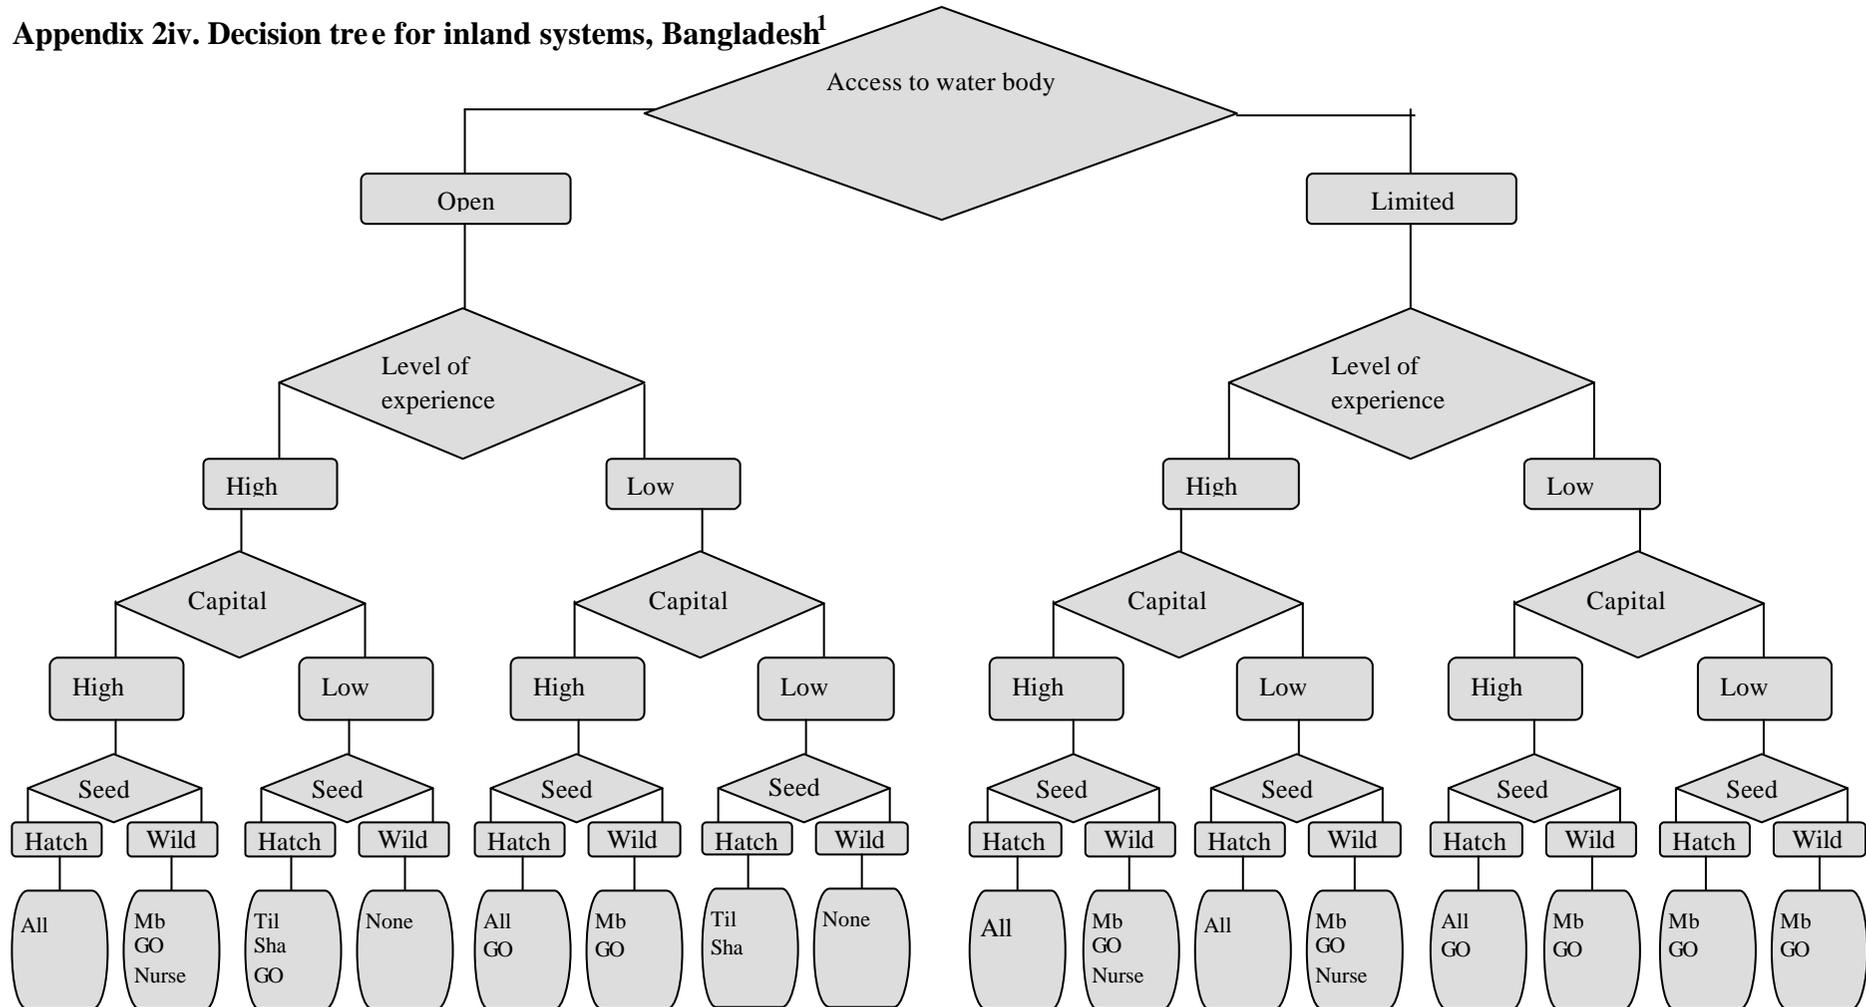 Appendix 2iv. Decision tree for inland systems, Bangladesh1
Access to water body
Open
Limited
Level of
experience
Level of
experience
High
Low
High
Low
Capital
Capital
Capital
Capital
High
Low
High
Low
High
Low
High
Low
Seed
Seed
Seed
Seed
Seed
Seed
Seed
Seed
Hatch
Wild
Hatch
Wild
Hatch
Wild
Hatch
Wild
Hatch
Wild
Hatch
Wild
Hatch
Wild
Hatch
Wild
All
Mb
GO
Nurse
Til
Sha
GO
None
All
GO
Mb
GO
Til
Sha
None
All
Mb
GO
Nurse
All
Mb
GO
Nurse
All
GO
Mb
GO
Mb
GO
Mb
GO